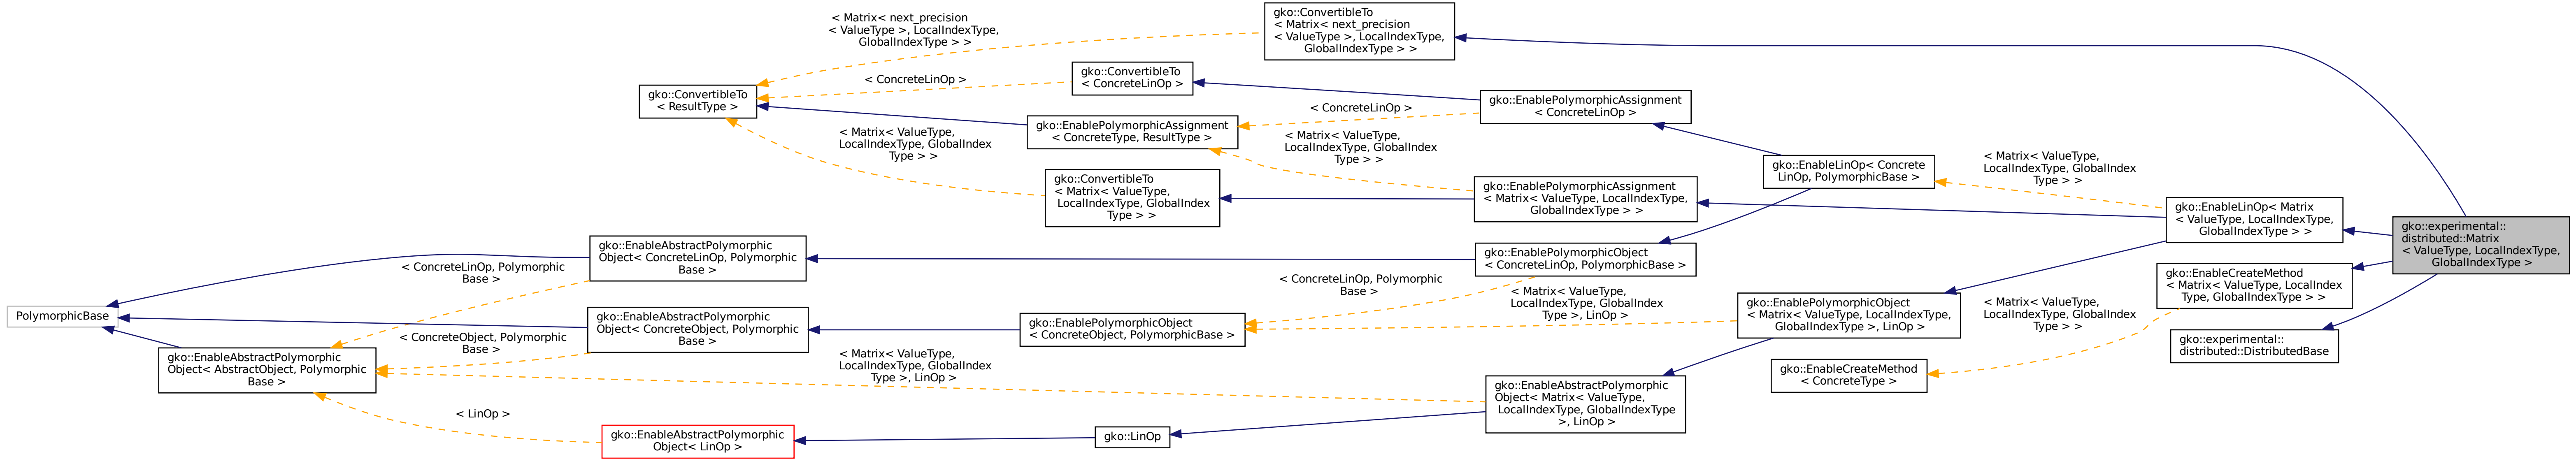 gko::ConvertibleTo
< Matrix< next_precision
< ValueType >, LocalIndexType,
GlobalIndexType > >
< Matrix< next_precision
< ValueType >, LocalIndexType,
GlobalIndexType > >
gko::ConvertibleTo
< ConcreteLinOp >
< ConcreteLinOp >
gko::ConvertibleTo
< ResultType >
gko::EnablePolymorphicAssignment
< ConcreteLinOp >
< ConcreteLinOp >
gko::EnablePolymorphicAssignment
< ConcreteType, ResultType >
< Matrix< ValueType,
LocalIndexType, GlobalIndex
Type > >
< Matrix< ValueType,
LocalIndexType, GlobalIndex
Type > >
gko::EnableLinOp< Concrete
LinOp, PolymorphicBase >
< Matrix< ValueType,
LocalIndexType, GlobalIndex
Type > >
gko::ConvertibleTo
< Matrix< ValueType,
LocalIndexType, GlobalIndex
Type > >
gko::EnablePolymorphicAssignment
< Matrix< ValueType, LocalIndexType,
GlobalIndexType > >
gko::EnableLinOp< Matrix
< ValueType, LocalIndexType,
GlobalIndexType > >
gko::experimental::
distributed::Matrix
< ValueType, LocalIndexType,
GlobalIndexType >
gko::EnableAbstractPolymorphic
Object< ConcreteLinOp, Polymorphic
Base >
gko::EnablePolymorphicObject
< ConcreteLinOp, PolymorphicBase >
< ConcreteLinOp, Polymorphic
Base >
< ConcreteLinOp, Polymorphic
Base >
gko::EnableCreateMethod
< Matrix< ValueType, LocalIndex
Type, GlobalIndexType > >
< Matrix< ValueType,
LocalIndexType, GlobalIndex
Type >, LinOp >
gko::EnablePolymorphicObject
< Matrix< ValueType, LocalIndexType,
GlobalIndexType >, LinOp >
< Matrix< ValueType,
LocalIndexType, GlobalIndex
Type > >
PolymorphicBase
gko::EnableAbstractPolymorphic
Object< ConcreteObject, Polymorphic
Base >
gko::EnablePolymorphicObject
< ConcreteObject, PolymorphicBase >
< ConcreteObject, Polymorphic
Base >
gko::experimental::
distributed::DistributedBase
gko::EnableAbstractPolymorphic
Object< AbstractObject, Polymorphic
Base >
< Matrix< ValueType,
LocalIndexType, GlobalIndex
Type >, LinOp >
gko::EnableCreateMethod
< ConcreteType >
gko::EnableAbstractPolymorphic
Object< Matrix< ValueType,
LocalIndexType, GlobalIndexType
>, LinOp >
< LinOp >
gko::EnableAbstractPolymorphic
Object< LinOp >
gko::LinOp